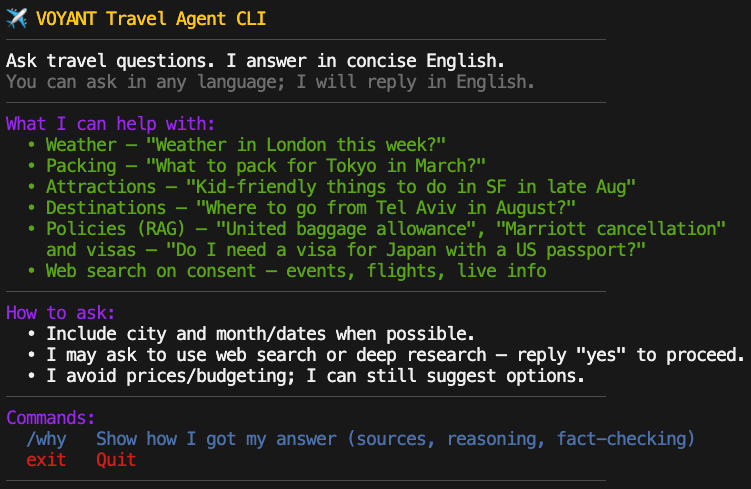 ✈️ VOYANT Travel Agent CLI
Ask travel questions. I answer in concise English.
You can ask in any language; I will reply in English.
What I can help with:
• Weather — "Weather in London this week?"
• Packing — "What to pack for Tokyo in March?"
• Attractions — "Kid-friendly things to do in SF in late Aug"
• Destinations — "Where to go from Tel Aviv in August?"
• Policies (RAG) — "United baggage allowance", "Marriott cancellation"
and visas — "Do I need a visa for Japan with a US passport?"
• Web search on consent — events, flights, live info
How to ask:
• Include city and month/dates when possible.
• I may ask to use web search or deep research — reply "yes" to proceed.
• I avoid prices/budgeting; I can still suggest options.
Commands:
/why   Show how I got my answer (sources, reasoning, fact-checking)
exit   Quit